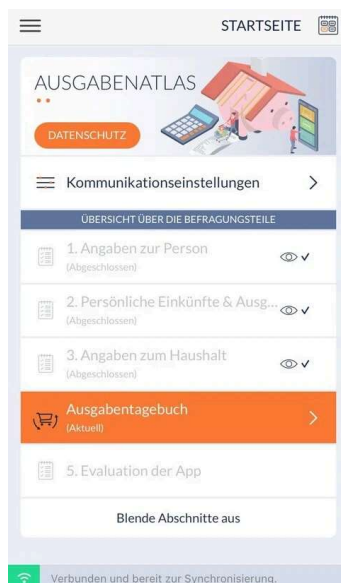 STARTSEITE
AUSGABENATLAS
DATENSCHUTZ
Kommunikationseinstellungen
ÜBERSICHT ÜBER DIE BEFRAGUNGSTEILE
1. Angaben zur Person
(Abgeschlossen)
2. Persönliche Einkünfte & Ausg...
(Abgeschlossen)
3. Angaben zum Haushalt
(Abgeschlossen)
Ausgabentagebuch
(Aktuell)
5. Evaluation der App
Blende Abschnitte aus
Verbunden und bereit zur Synchronisierung.